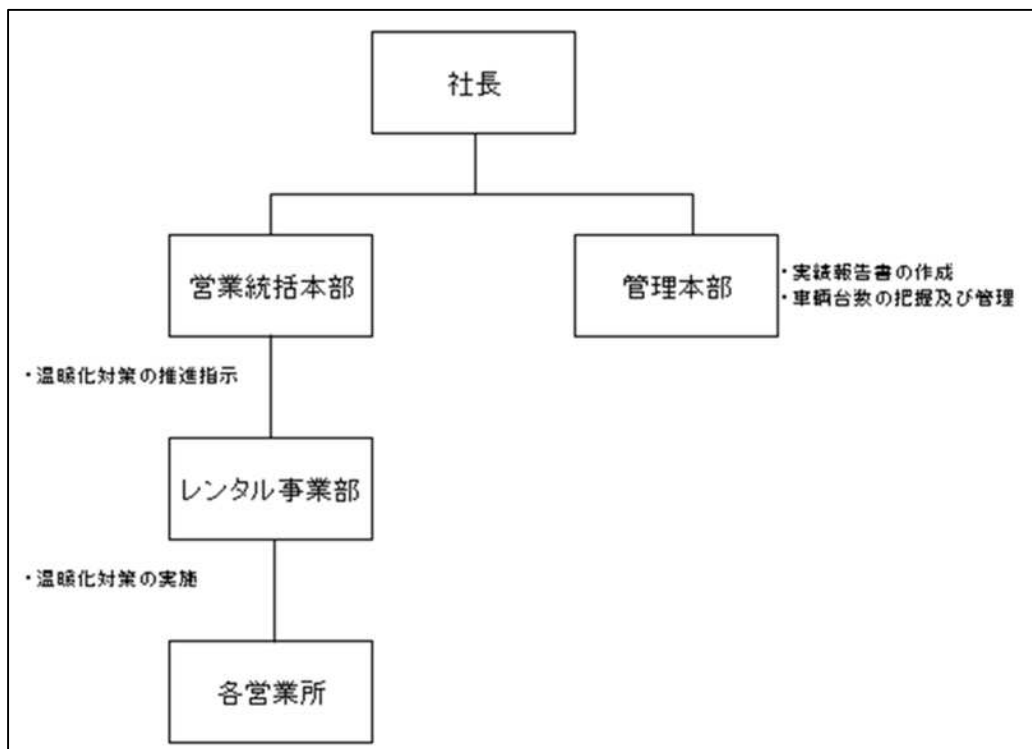 社長
営業統括本部
管理本部
・実績報告書の作成
・車輌台数の把握及び管理
・温暖化対策の推進指示
レンタル事業部
・温暖化対策の実施
各営業所